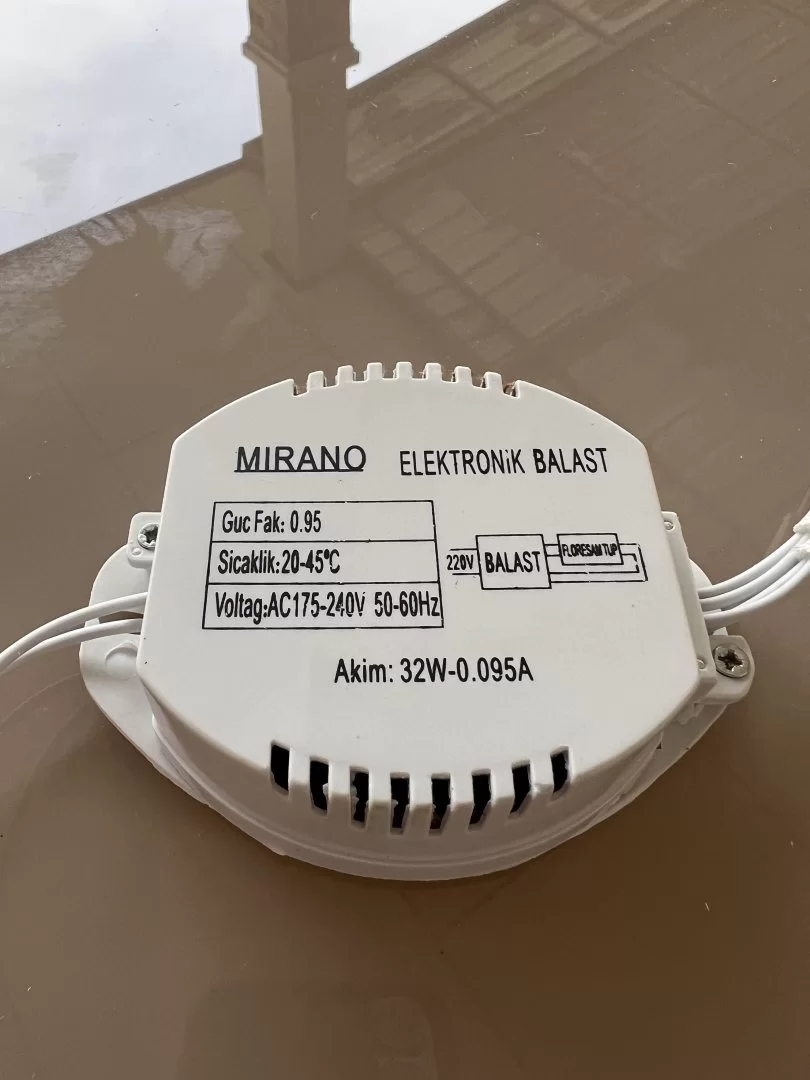 MIRANO ELEKTRONiK BALAST
Guc Fak: 0.95
Sicaklik:20-45°C
Voltag:AC175-240V 50-60Hz
220V BALAST FLORESAN TUP
Akim: 32W-0.095A